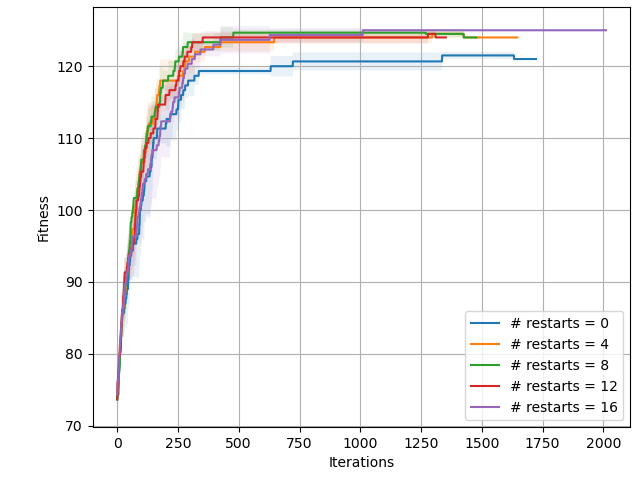 Fitness
120
110
100
90
80
70
0
250
500
750
1000
1250
1500
1750
2000
Iterations
# restarts = 0
# restarts = 4
# restarts = 8
# restarts = 12
# restarts = 16